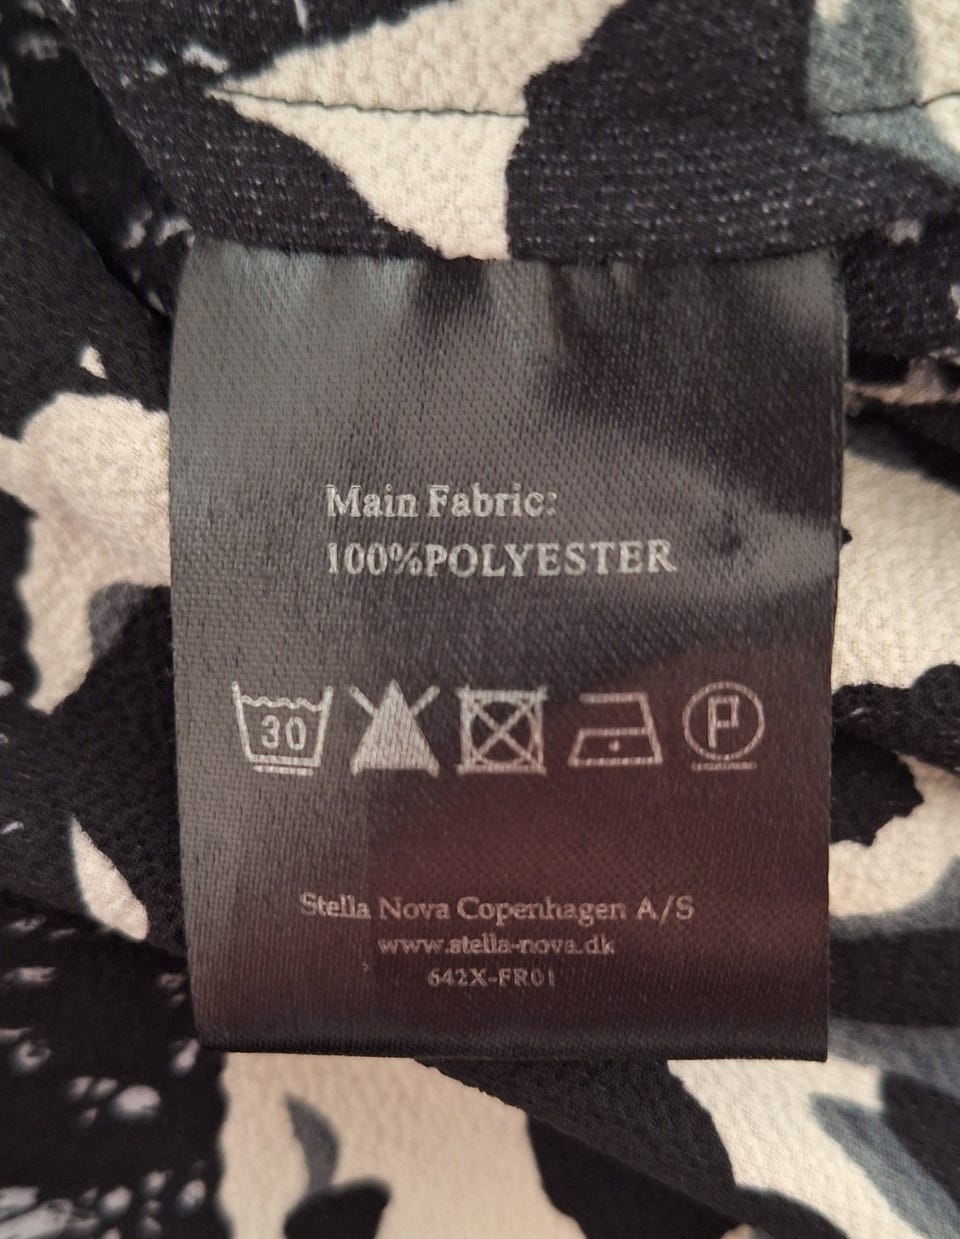 Main Fabric:
100%POLYESTER
30
P
Stella Nova Copenhagen A/S
www.stella-nova.dk
642X-FR01